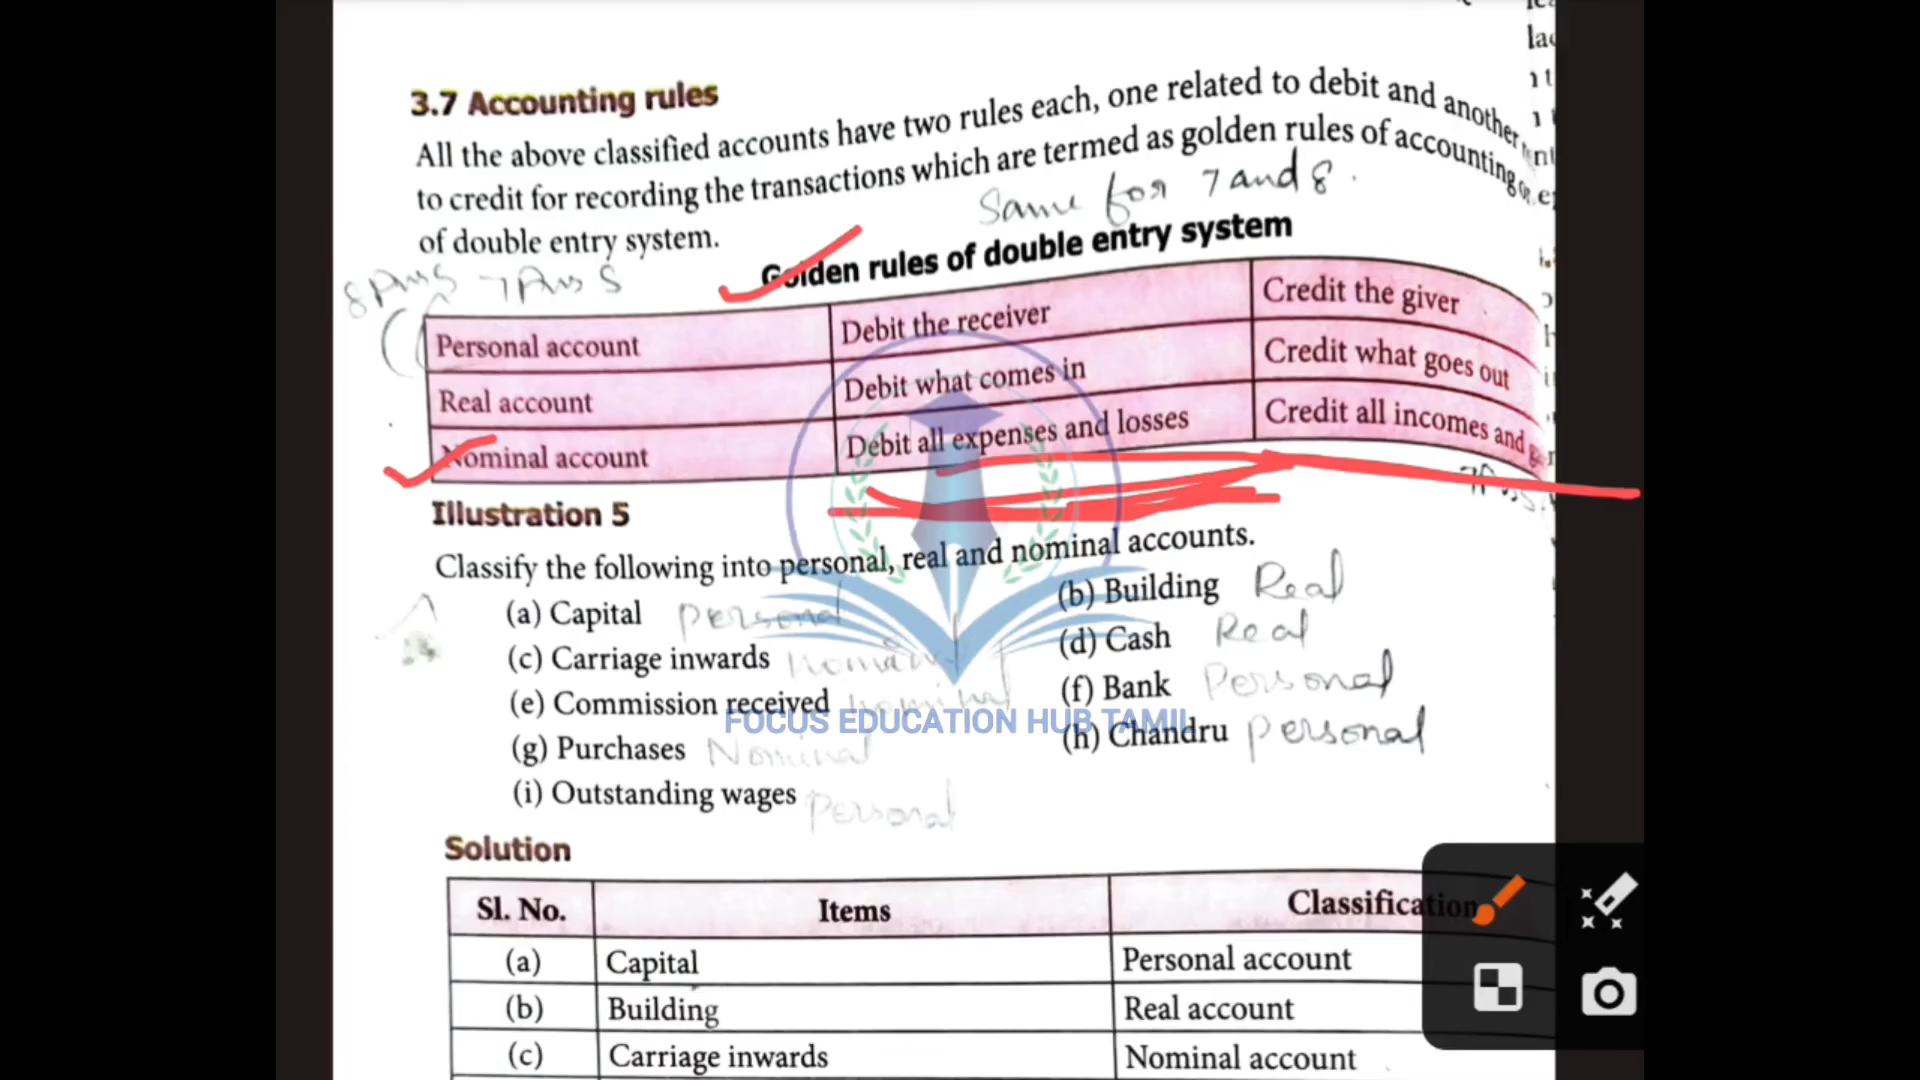 3.7 Accounting rules
All the above classified accounts have two rules each, one related to debit and another
to credit for recording the transactions which are termed as golden rules of accounting
of double entry system.
Same for 7 and 8.
Golden rules of double entry system
Personal account Debit the receiver Credit the giver
Real account Debit what comes in Credit what goes out
Nominal account Debit all expenses and losses Credit all incomes and
Illustration 5
Classify the following into personal, real and nominal accounts.
(a) Capital personal (b) Building Real
(c) Carriage inwards nominal (d) Cash Real
(e) Commission received nominal (f) Bank Personal
FOCUS EDUCATION HUB TAMIL
(g) Purchases Nominal (h) Chandru personal
(i) Outstanding wages personal
Solution
Sl. No. Items Classification
(a) Capital Personal account
(b) Building Real account
(c) Carriage inwards Nominal account